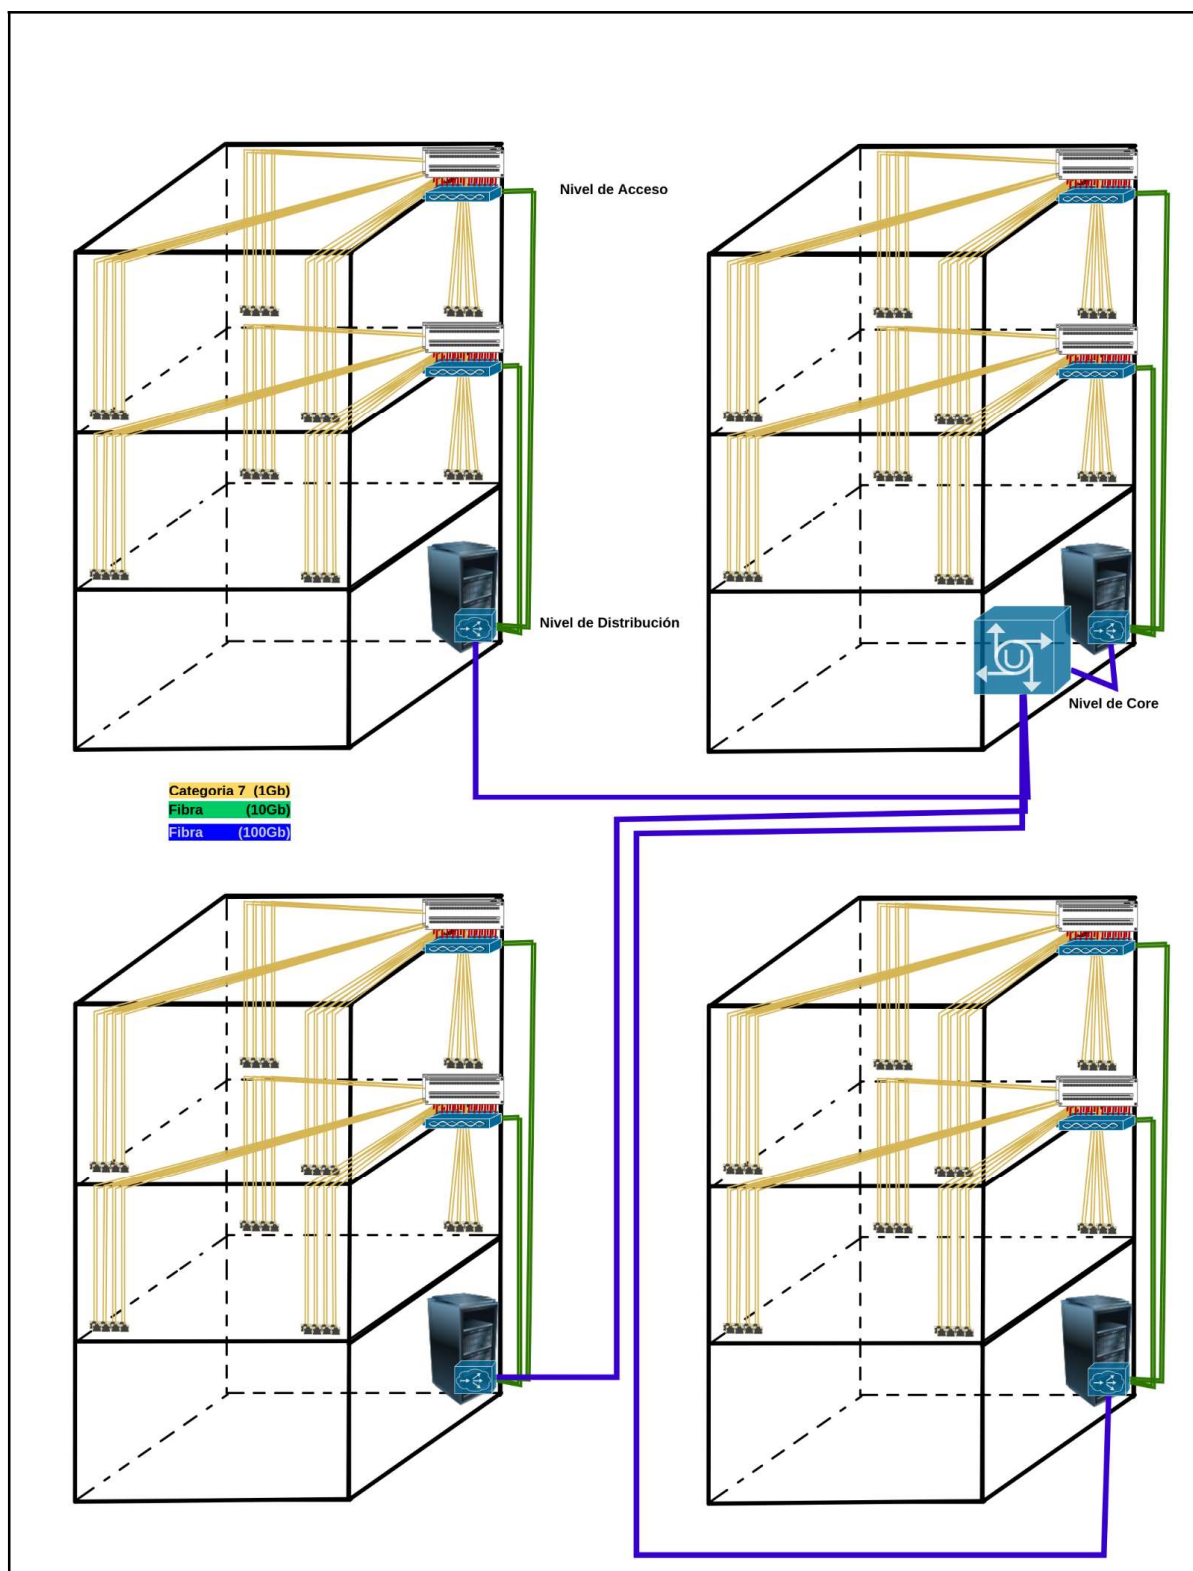 Nivel de Acceso
Nivel de Distribución
U
Nivel de Core
Categoria 7 (1Gb)
Fibra (10Gb)
Fibra (100Gb)